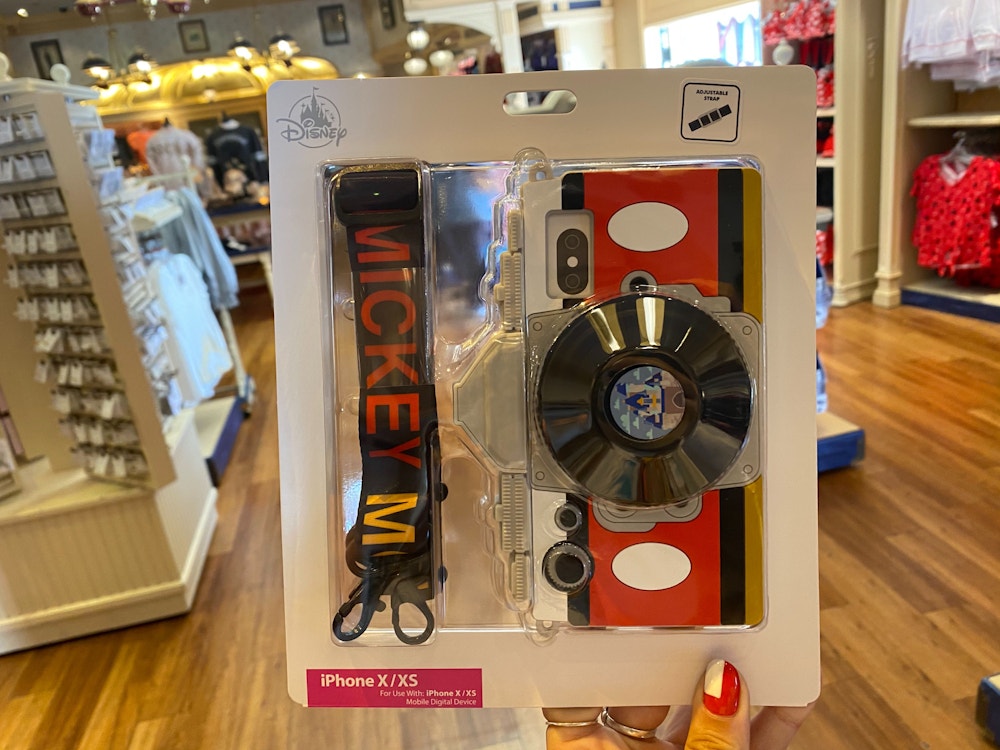 Disney
ADJUSTABLE
STRAP
MICKEY M
iPhone X/XS
For Use With: iPhone X/XS
Mobile Digital Device